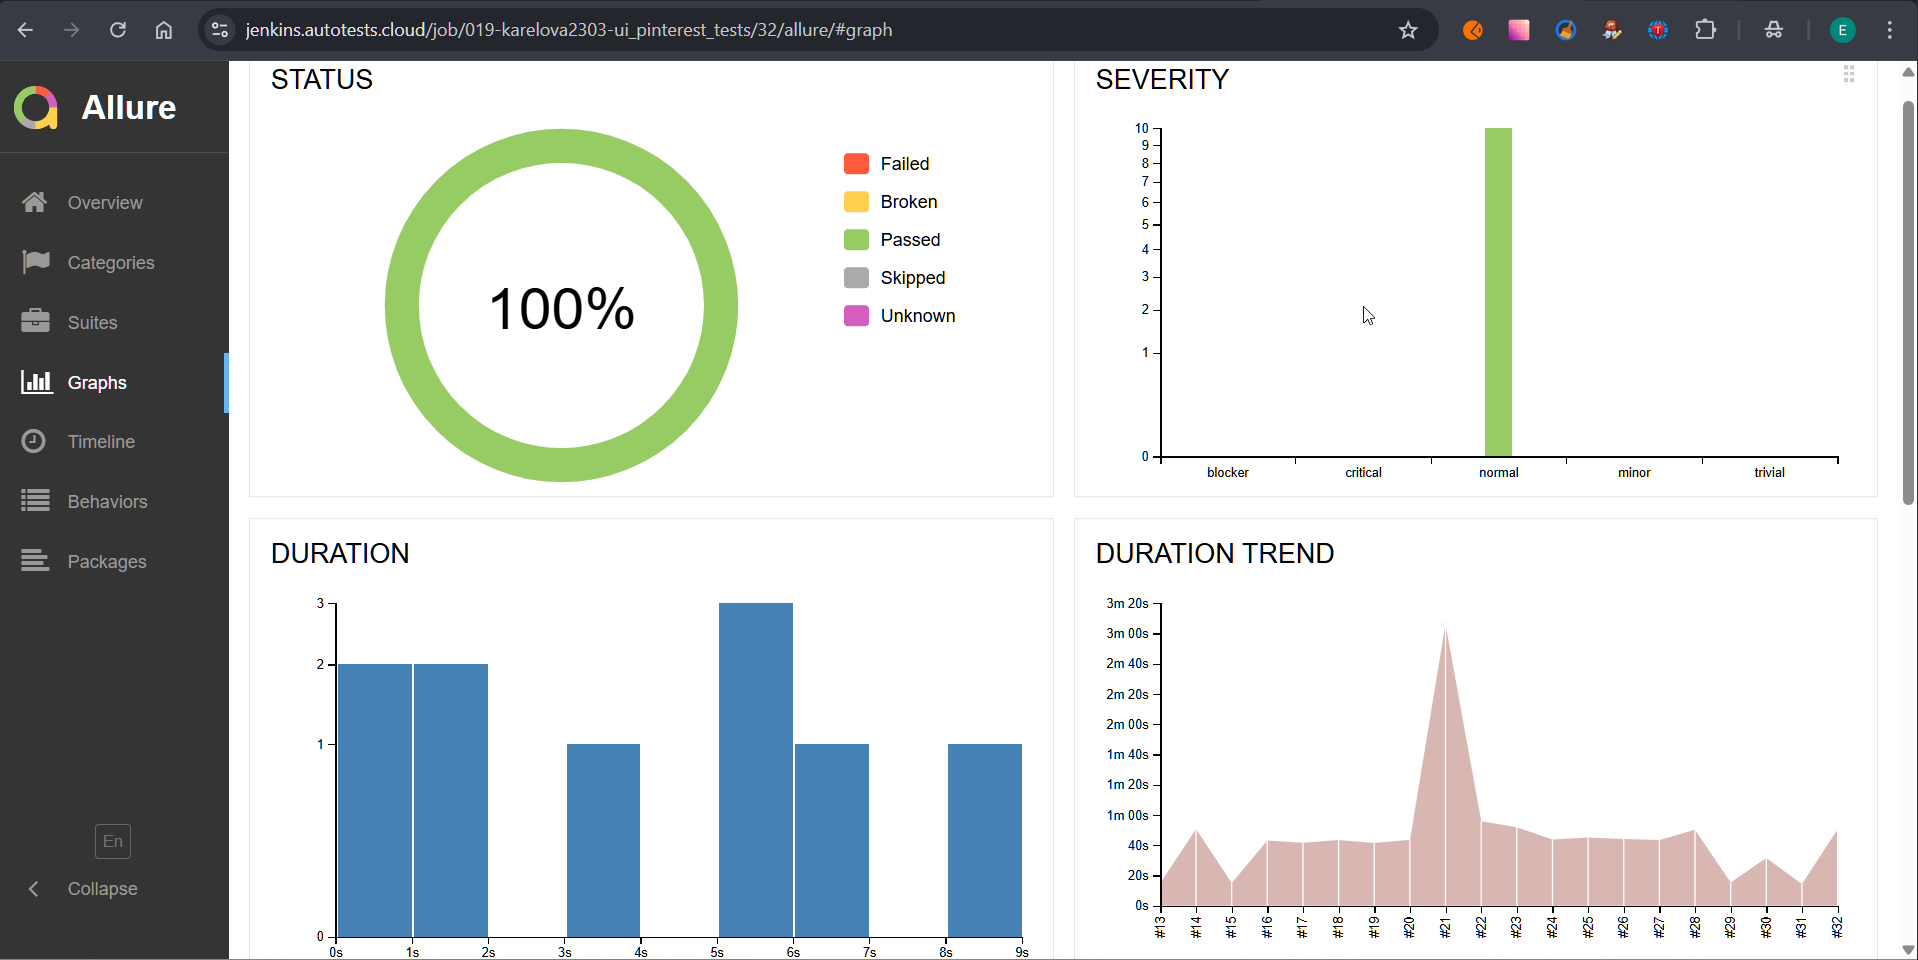 jenkins.autotests.cloud/job/019-karelova2303-ui_pinterest_tests/32/allure/#graph
E
Allure
Overview
Categories
Suites
Graphs
Timeline
Behaviors
Packages
En
Collapse
STATUS
100%
Failed
Broken
Passed
Skipped
Unknown
SEVERITY
10
9
8
7
6
5
4
3
2
1
0
blocker critical normal minor trivial
DURATION
3
2
1
0
0s 1s 2s 3s 4s 5s 6s 7s 8s 9s
DURATION TREND
3m 20s
3m 00s
2m 40s
2m 20s
2m 00s
1m 40s
1m 20s
1m 00s
40s
20s
0s
#13 #14 #15 #16 #17 #18 #19 #20 #21 #22 #23 #24 #25 #26 #27 #28 #29 #30 #31 #32